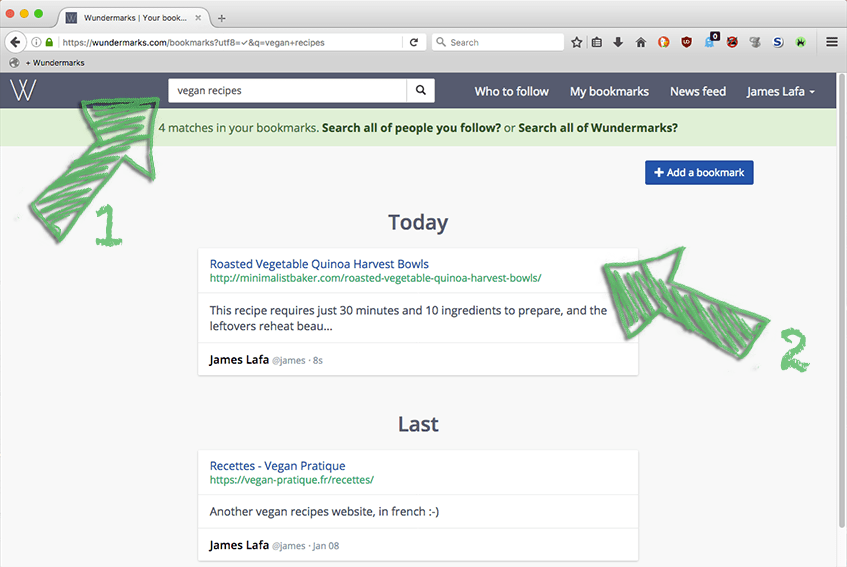 Wundermarks | Your book...
https://wundermarks.com/bookmarks?utf8=✓&q=vegan+recipes
Search
0
+ Wundermarks
W
vegan recipes
Who to follow
My bookmarks
News feed
James Lafa
4 matches in your bookmarks. Search all of people you follow? or Search all of Wundermarks?
+ Add a bookmark
1
Today
Roasted Vegetable Quinoa Harvest Bowls
http://minimalistbaker.com/roasted-vegetable-quinoa-harvest-bowls/
This recipe requires just 30 minutes and 10 ingredients to prepare, and the
leftovers reheat beau...
James Lafa @james · 8s
2
Last
Recettes - Vegan Pratique
https://vegan-pratique.fr/recettes/
Another vegan recipes website, in french :-)
James Lafa @james · Jan 08